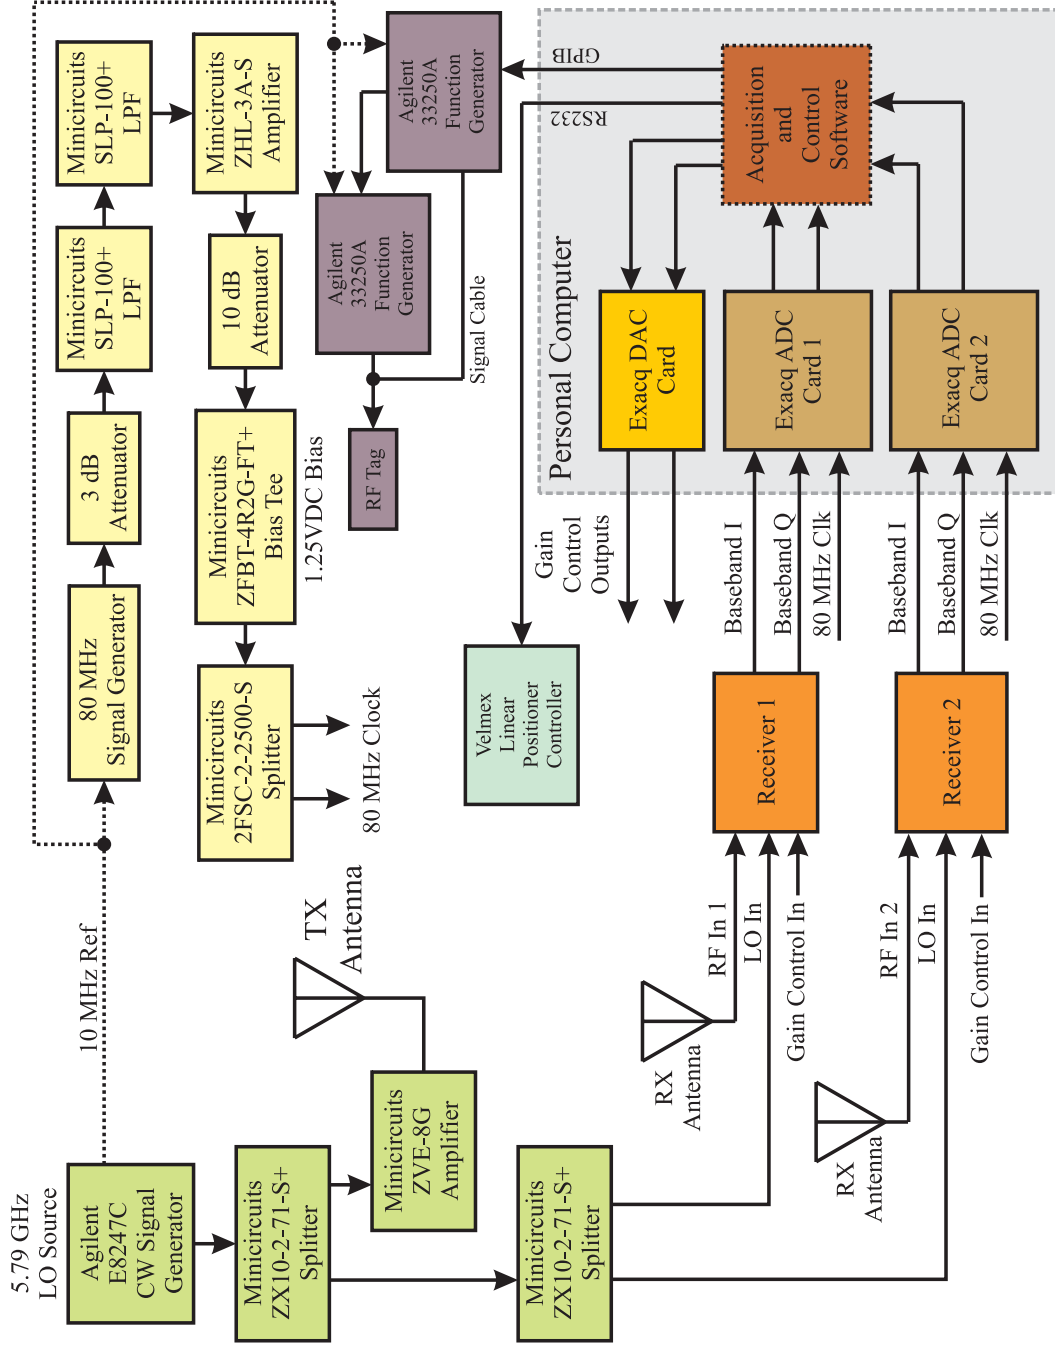 5.79 GHz
LO Source
Agilent
E8247C
CW Signal
Generator
10 MHz Ref
80 MHz
Signal Generator
3 dB
Attenuator
Minicircuits
SLP-100+
LPF
Minicircuits
SLP-100+
LPF
Minicircuits
ZHL-3A-S
Amplifier
10 dB
Attenuator
Minicircuits
ZFBT-4R2G-FT+
Bias Tee
1.25VDC Bias
Minicircuits
2FSC-2-2500-S
Splitter
80 MHz Clock
Minicircuits
ZX10-2-71-S+
Splitter
Minicircuits
ZVE-8G
Amplifier
TX
Antenna
Minicircuits
ZX10-2-71-S+
Splitter
Agilent
33250A
Function
Generator
Agilent
33250A
Function
Generator
Signal Cable
RF Tag
Velmex
Linear
Positioner
Controller
GPIB
RS232
Personal Computer
Acquisition
and
Control
Software
Exacq DAC
Card
Gain
Control
Outputs
Exacq ADC
Card 1
Exacq ADC
Card 2
Baseband I
Baseband Q
80 MHz Clk
Baseband I
Baseband Q
80 MHz Clk
Receiver 1
Receiver 2
RX
Antenna
RF In 1
LO In
Gain Control In
RX
Antenna
RF In 2
LO In
Gain Control In